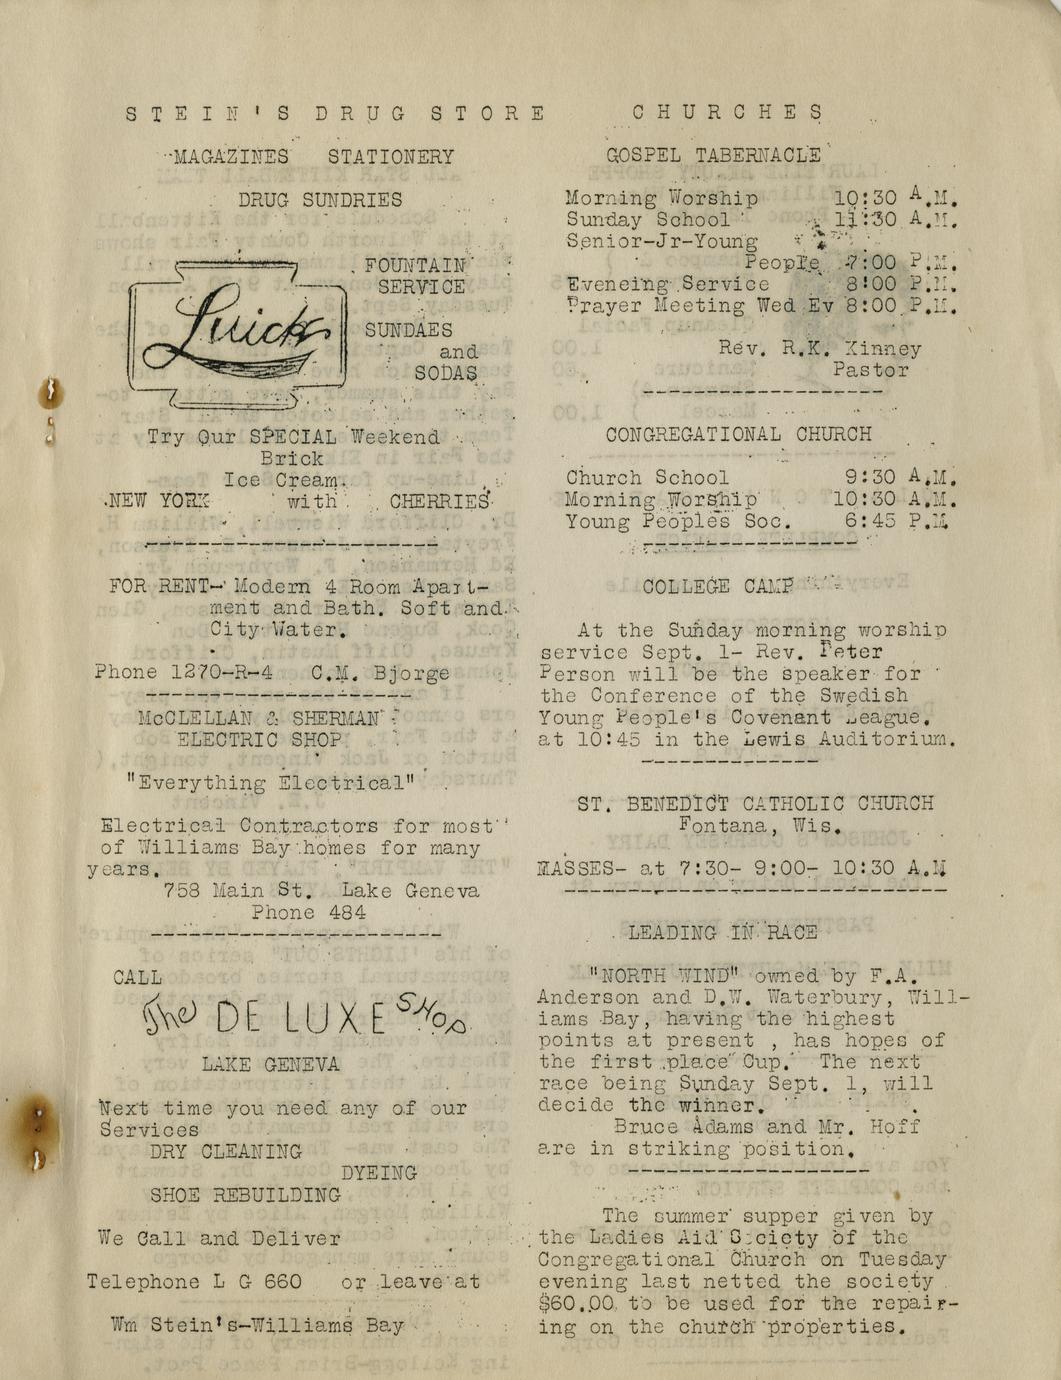 STEIN'S DRUG STORE
MAGAZINES STATIONERY
DRUG SUNDRIES
Luick
FOUNTAIN
SERVICE
SUNDAES
and
SODAS
Try Our SPECIAL Weekend
Brick
Ice Cream.
NEW YORK with CHERRIES
FOR RENT- Modern 4 Room Apart-
ment and Bath. Soft and
City Water.
Phone 1270-R-4 C.M. Bjorge
McCLELLAN & SHERMAN
ELECTRIC SHOP
"Everything Electrical"
Electrical Contractors for most
of Williams Bay homes for many
years.
758 Main St. Lake Geneva
Phone 484
CALL
The DE LUXE SHOP
LAKE GENEVA
Next time you need any of our
Services
DRY CLEANING
DYEING
SHOE REBUILDING
We Call and Deliver
Telephone L G 660 or leave at
Wm Stein's-Williams Bay
CHURCHES
GOSPEL TABERNACLE
Morning Worship 10:30 A.M.
Sunday School 11:30 A.M.
Senior-Jr-Young
People 7:00 P.M.
Eveneing Service 8:00 P.M.
Prayer Meeting Wed Ev 8:00 P.M.
Rev. R.K. Kinney
Pastor
CONGREGATIONAL CHURCH
Church School 9:30 A.M.
Morning Worship 10:30 A.M.
Young Peoples Soc. 6:45 P.M.
COLLEGE CAMP
At the Sunday morning worship
service Sept. 1- Rev. Peter
Person will be the speaker for
the Conference of the Swedish
Young People's Covenant League.
at 10:45 in the Lewis Auditorium.
ST. BENEDICT CATHOLIC CHURCH
Fontana, Wis.
MASSES- at 7:30- 9:00- 10:30 A.M
LEADING IN RACE
"NORTH WIND" owned by F.A.
Anderson and D.W. Waterbury, Will-
iams Bay, having the highest
points at present , has hopes of
the first place Cup. The next
race being Sunday Sept. 1, will
decide the winner.
Bruce Adams and Mr. Hoff
are in striking position.
The summer supper given by
the Ladies Aid Society of the
Congregational Church on Tuesday
evening last netted the society
$60.00 to be used for the repair-
ing on the church properties.